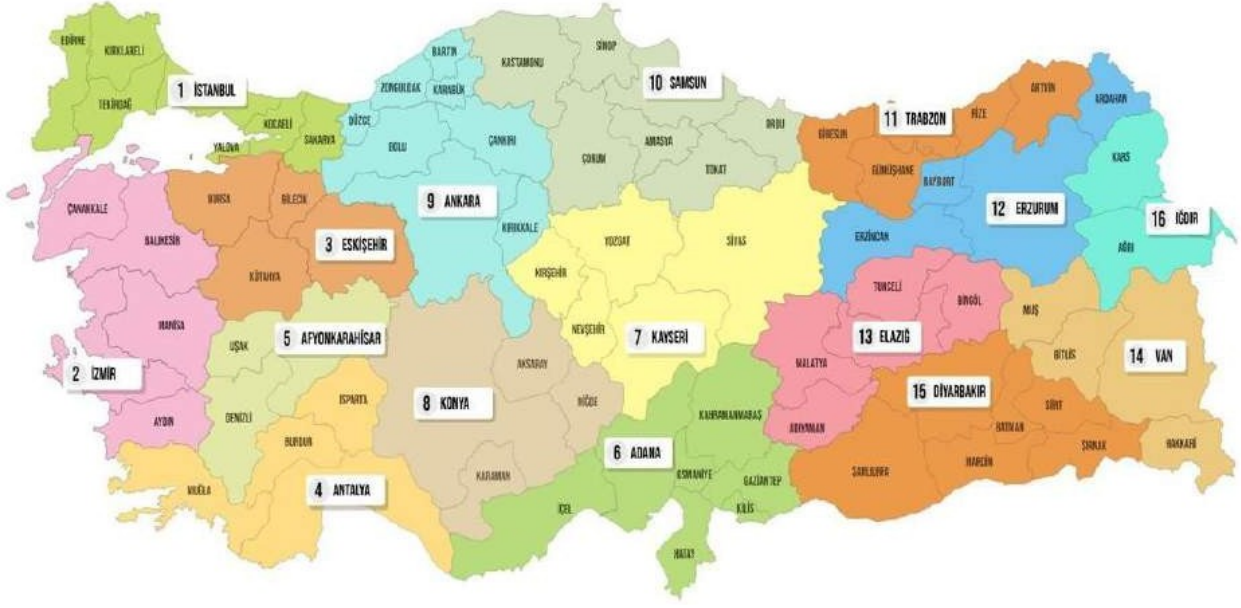 EDİRNE
KIRKLARELİ
TEKİRDAĞ
1 İSTANBUL
KOCAELİ
YALOVA
SAKARYA
ÇANAKKALE
BALIKESİR
MANİSA
2 İZMİR
AYDIN
BURSA
BİLECİK
3 ESKİŞEHİR
KÜTAHYA
UŞAK
5 AFYONKARAHİSAR
DENİZLİ
ISPARTA
BURDUR
MUĞLA
4 ANTALYA
BARTIN
ZONGULDAK
KARABÜK
DÜZCE
BOLU
ÇANKIRI
9 ANKARA
KIRIKKALE
8 KONYA
AKSARAY
NİĞDE
KARAMAN
KASTAMONU
SİNOP
10 SAMSUN
ÇORUM
AMASYA
TOKAT
ORDU
YOZGAT
SİVAS
KIRŞEHİR
NEVŞEHİR
7 KAYSERİ
6 ADANA
KAHRAMANMARAŞ
OSMANİYE
GAZİANTEP
KİLİS
İÇEL
HATAY
GİRESUN
11 TRABZON
RİZE
ARTVİN
GÜMÜŞHANE
BAYBURT
ARDAHAN
12 ERZURUM
ERZİNCAN
KARS
16 IĞDIR
AĞRI
TUNCELİ
BİNGÖL
13 ELAZIĞ
MALATYA
ADIYAMAN
MUŞ
BİTLİS
14 VAN
HAKKARİ
15 DİYARBAKIR
SİİRT
BATMAN
ŞIRNAK
MARDİN
ŞANLIURFA